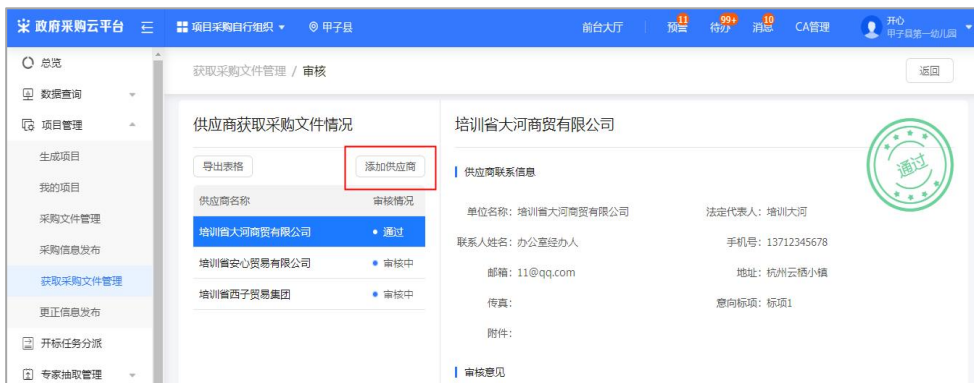 政府采购云平台 项目采购自行组织 甲子县 前台大厅 预警 11 待办 99+ 消息 10 CA管理 开心
甲子县第一幼儿园
总览
获取采购文件管理 / 审核 返回
数据查询
项目管理
生成项目
我的项目
采购文件管理
采购信息发布
获取采购文件管理
更正信息发布
开标任务分派
专家抽取管理
供应商获取采购文件情况
导出表格 添加供应商
供应商名称 审核情况
培训省大河商贸有限公司 通过
培训省安心贸易有限公司 审核中
培训省西子贸易集团 审核中
培训省大河商贸有限公司
通过
供应商联系信息
单位名称：培训省大河商贸有限公司 法定代表人：培训大河
联系人姓名：办公室经办人 手机号：13712345678
邮箱：11@qq.com 地址：杭州云栖小镇
传真： 意向标项：标项1
附件：
审核意见